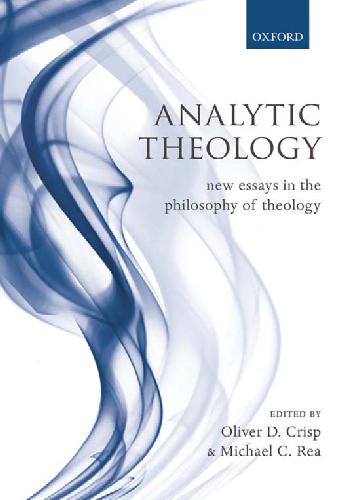 OXFORD
ANALYTIC
THEOLOGY
new essays in the
philosophy of theology
EDITED BY
Oliver D. Crisp
& Michael C. Rea